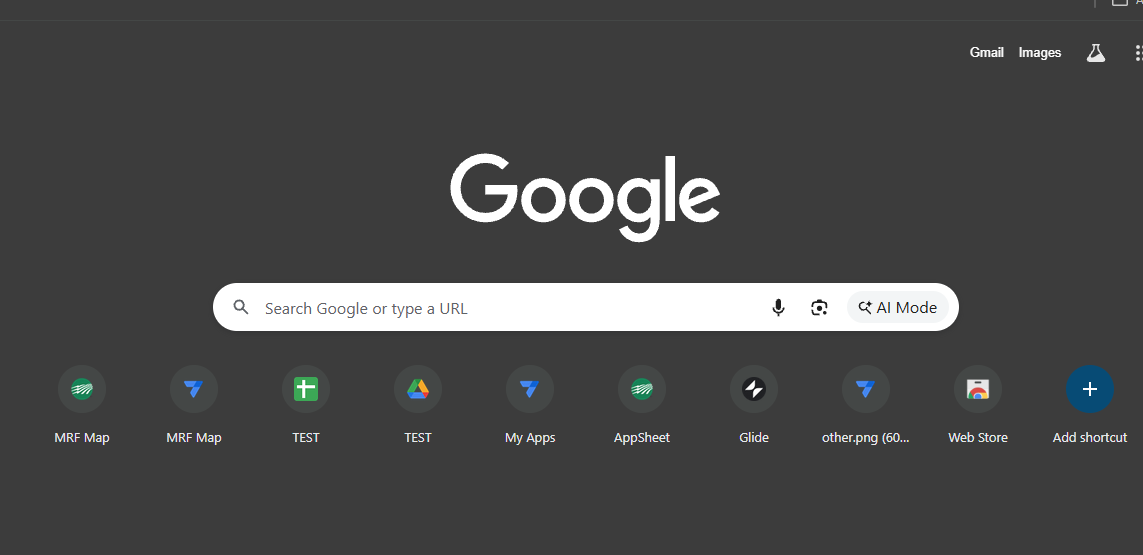 Gmail Images
Google
Search Google or type a URL
AI Mode
MRF Map
MRF Map
TEST
TEST
My Apps
AppSheet
Glide
other.png (60...
Web Store
Add shortcut